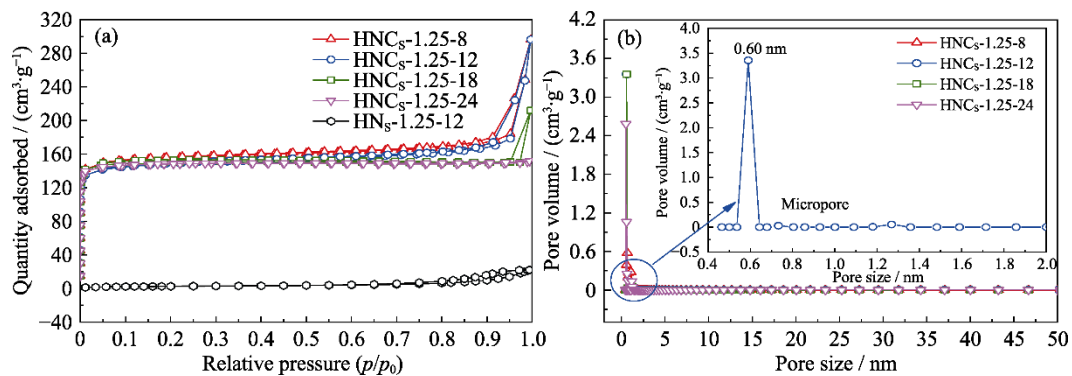 (a)
HNCs-1.25-8
HNCs-1.25-12
HNCs-1.25-18
HNCs-1.25-24
HNs-1.25-12
Quantity adsorbed / (cm³·g⁻¹)
320
280
240
200
160
120
80
40
0
−40
0 0.1 0.2 0.3 0.4 0.5 0.6 0.7 0.8 0.9 1.0
Relative pressure (p/p₀)
(b)
HNCs-1.25-8
HNCs-1.25-12
HNCs-1.25-18
HNCs-1.25-24
Pore volume / (cm³·g⁻¹)
3.6
3.0
2.4
1.8
1.2
0.6
0
0 5 10 15 20 25 30 35 40 45 50
Pore size / nm
0.60 nm
Micropore
Pore volume / (cm³·g⁻¹)
4.0
3.5
3.0
2.5
2.0
1.5
1.0
0.5
0
−0.5
0.4 0.6 0.8 1.0 1.2 1.4 1.6 1.8 2.0
Pore size / nm